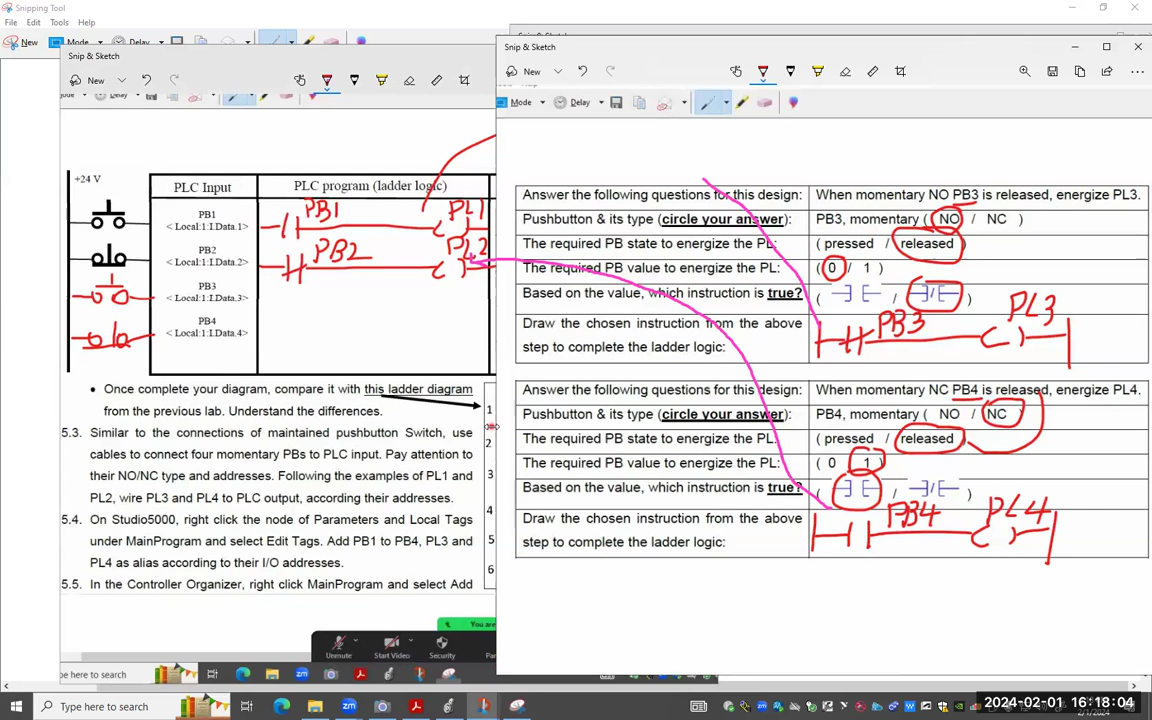 Snipping Tool
File Edit Tools Help
New Mode Delay
Snip & Sketch
New
Delay
+24 V
PLC Input
PLC program (ladder logic)
PB1
< Local:1:I.Data.1>
PB1 PL1
PB2
< Local:1:I.Data.2>
PB2 PL2
PB3
< Local:1:I.Data.3>
PB4
< Local:1:I.Data.4>
• Once complete your diagram, compare it with this ladder diagram
from the previous lab. Understand the differences.
5.3. Similar to the connections of maintained pushbutton Switch, use
cables to connect four momentary PBs to PLC input. Pay attention to
their NO/NC type and addresses. Following the examples of PL1 and
PL2, wire PL3 and PL4 to PLC output, according their addresses.
5.4. On Studio5000, right click the node of Parameters and Local Tags
under MainProgram and select Edit Tags. Add PB1 to PB4, PL3 and
PL4 as alias according to their I/O addresses.
5.5. In the Controller Organizer, right click MainProgram and select Add
1
2
3
4
5
6
You are
Unmute Start Video Security
here to search
Snip & Sketch
New
Mode Delay
Answer the following questions for this design: When momentary NO PB3 is released, energize PL3.
Pushbutton & its type (circle your answer): PB3, momentary ( NO / NC )
The required PB state to energize the PL: ( pressed / released )
The required PB value to energize the PL: ( 0 / 1 )
Based on the value, which instruction is true? ( / )
Draw the chosen instruction from the above
step to complete the ladder logic:
PB3 PL3
Answer the following questions for this design: When momentary NC PB4 is released, energize PL4.
Pushbutton & its type (circle your answer): PB4, momentary ( NO / NC )
The required PB state to energize the PL: ( pressed / released )
The required PB value to energize the PL: ( 0 1 )
Based on the value, which instruction is true? ( / )
Draw the chosen instruction from the above
step to complete the ladder logic:
PB4 PL4
Type here to search
2024-02-01 16:18:04